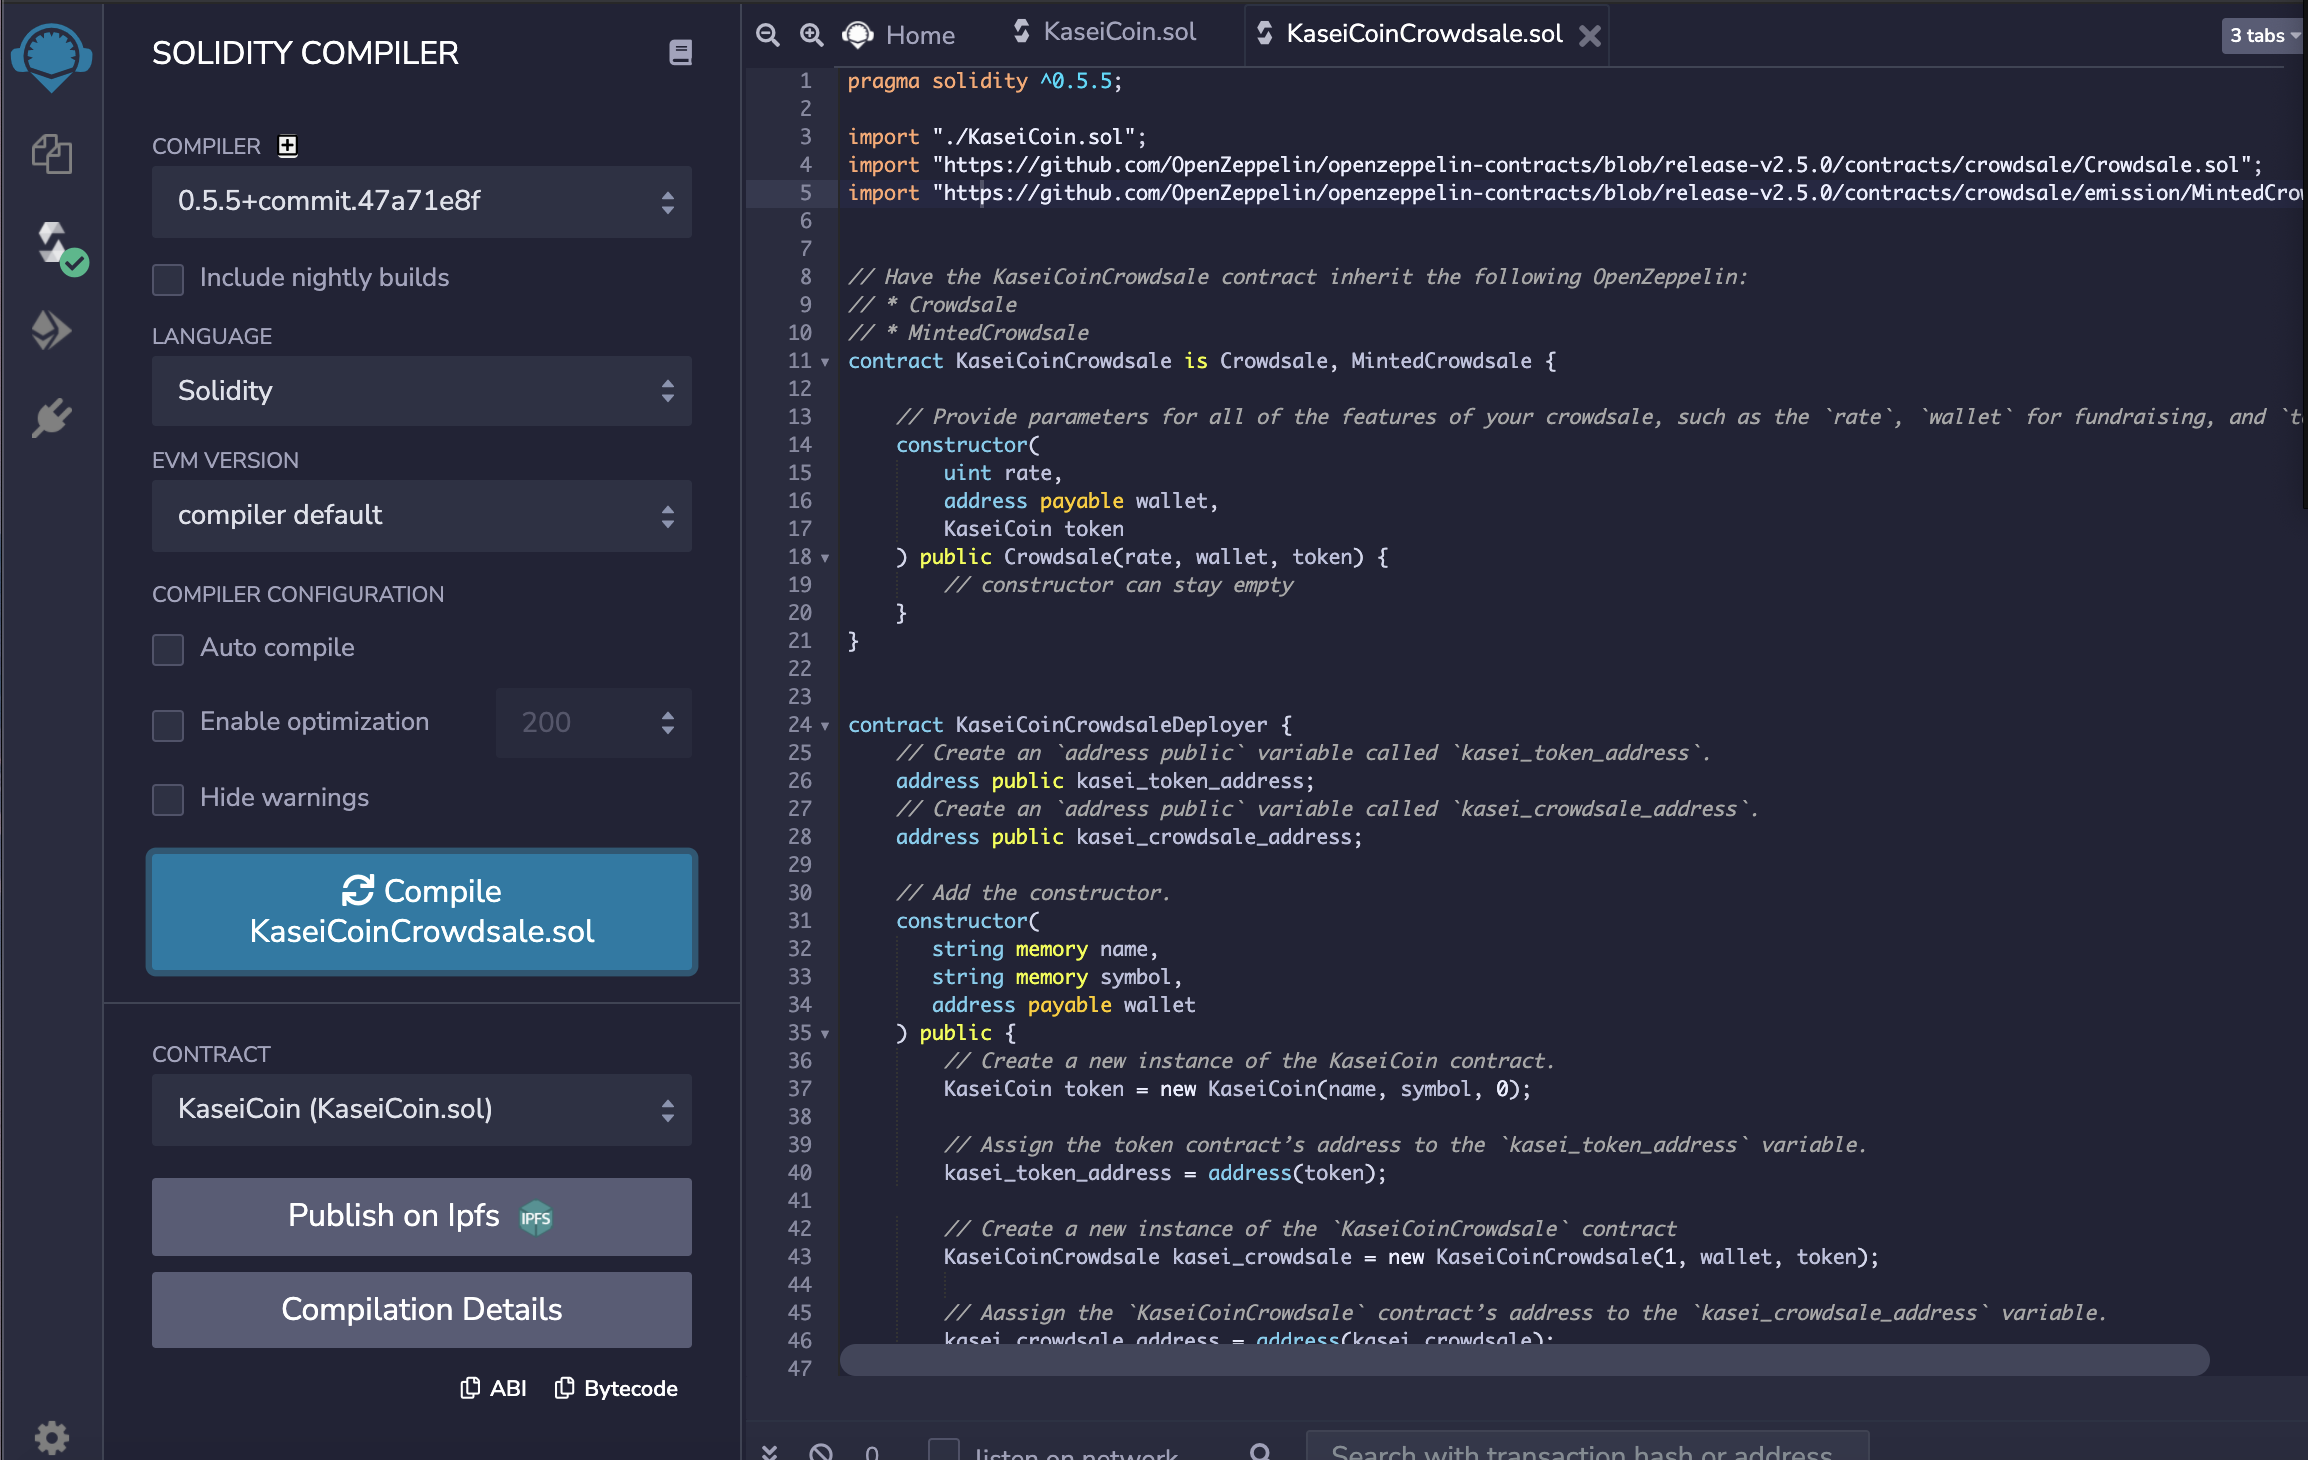 SOLIDITY COMPILER
COMPILER
0.5.5+commit.47a71e8f
Include nightly builds
LANGUAGE
Solidity
EVM VERSION
compiler default
COMPILER CONFIGURATION
Auto compile
Enable optimization 200
Hide warnings
Compile
KaseiCoinCrowdsale.sol
CONTRACT
KaseiCoin (KaseiCoin.sol)
Publish on Ipfs IPFS
Compilation Details
ABI Bytecode
Home KaseiCoin.sol KaseiCoinCrowdsale.sol 3 tabs
1 pragma solidity ^0.5.5;
2
3 import "./KaseiCoin.sol";
4 import "https://github.com/OpenZeppelin/openzeppelin-contracts/blob/release-v2.5.0/contracts/crowdsale/Crowdsale.sol";
5 import "https://github.com/OpenZeppelin/openzeppelin-contracts/blob/release-v2.5.0/contracts/crowdsale/emission/MintedCro
6
7
8 // Have the KaseiCoinCrowdsale contract inherit the following OpenZeppelin:
9 // * Crowdsale
10 // * MintedCrowdsale
11 contract KaseiCoinCrowdsale is Crowdsale, MintedCrowdsale {
12
13 // Provide parameters for all of the features of your crowdsale, such as the `rate`, `wallet` for fundraising, and `t
14 constructor(
15 uint rate,
16 address payable wallet,
17 KaseiCoin token
18 ) public Crowdsale(rate, wallet, token) {
19 // constructor can stay empty
20 }
21 }
22
23
24 contract KaseiCoinCrowdsaleDeployer {
25 // Create an `address public` variable called `kasei_token_address`.
26 address public kasei_token_address;
27 // Create an `address public` variable called `kasei_crowdsale_address`.
28 address public kasei_crowdsale_address;
29
30 // Add the constructor.
31 constructor(
32 string memory name,
33 string memory symbol,
34 address payable wallet
35 ) public {
36 // Create a new instance of the KaseiCoin contract.
37 KaseiCoin token = new KaseiCoin(name, symbol, 0);
38
39 // Assign the token contract’s address to the `kasei_token_address` variable.
40 kasei_token_address = address(token);
41
42 // Create a new instance of the `KaseiCoinCrowdsale` contract
43 KaseiCoinCrowdsale kasei_crowdsale = new KaseiCoinCrowdsale(1, wallet, token);
44
45 // Aassign the `KaseiCoinCrowdsale` contract’s address to the `kasei_crowdsale_address` variable.
46 kasei_crowdsale_address = address(kasei_crowdsale);
47
0 listen on network Search with transaction hash or address